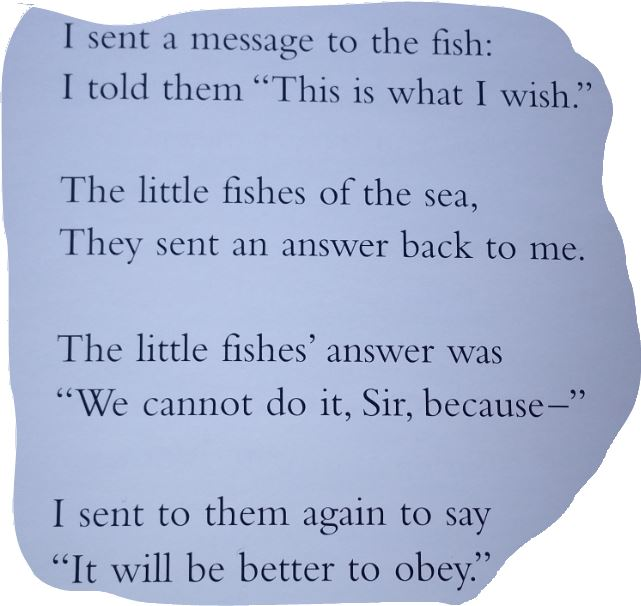 I sent a message to the fish:
I told them “This is what I wish.”
The little fishes of the sea,
They sent an answer back to me.
The little fishes’ answer was
“We cannot do it, Sir, because—”
I sent to them again to say
“It will be better to obey.”